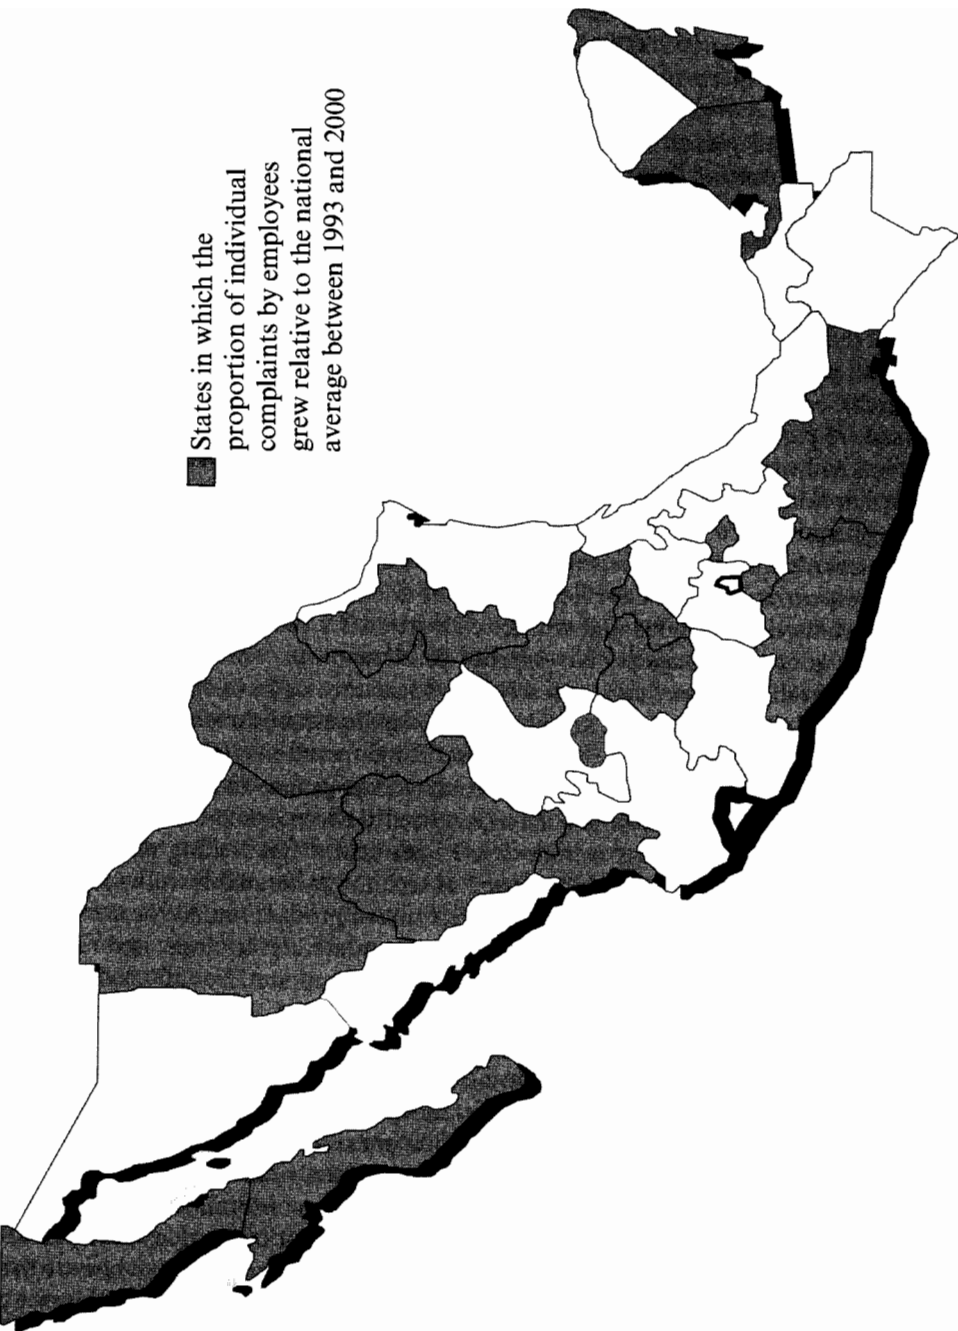 States in which the
proportion of individual
complaints by employees
grew relative to the national
average between 1993 and 2000